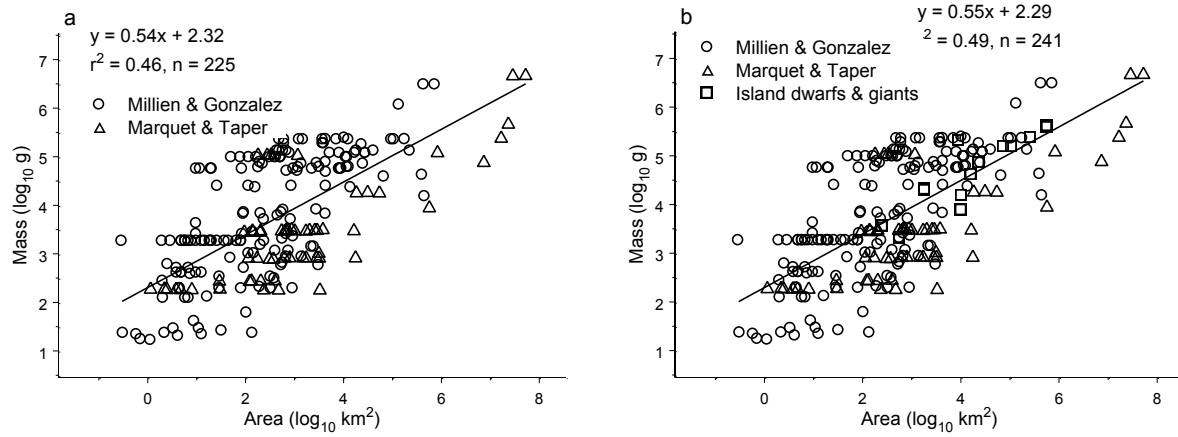 a
y = 0.54x + 2.32
r² = 0.46, n = 225
Millien & Gonzalez
Marquet & Taper
7
6
5
4
3
2
1
Mass (log₁₀ g)
0 2 4 6 8
Area (log₁₀ km²)
b
y = 0.55x + 2.29
² = 0.49, n = 241
Millien & Gonzalez
Marquet & Taper
Island dwarfs & giants
7
6
5
4
3
2
1
Mass (log₁₀ g)
0 2 4 6 8
Area (log₁₀ km²)